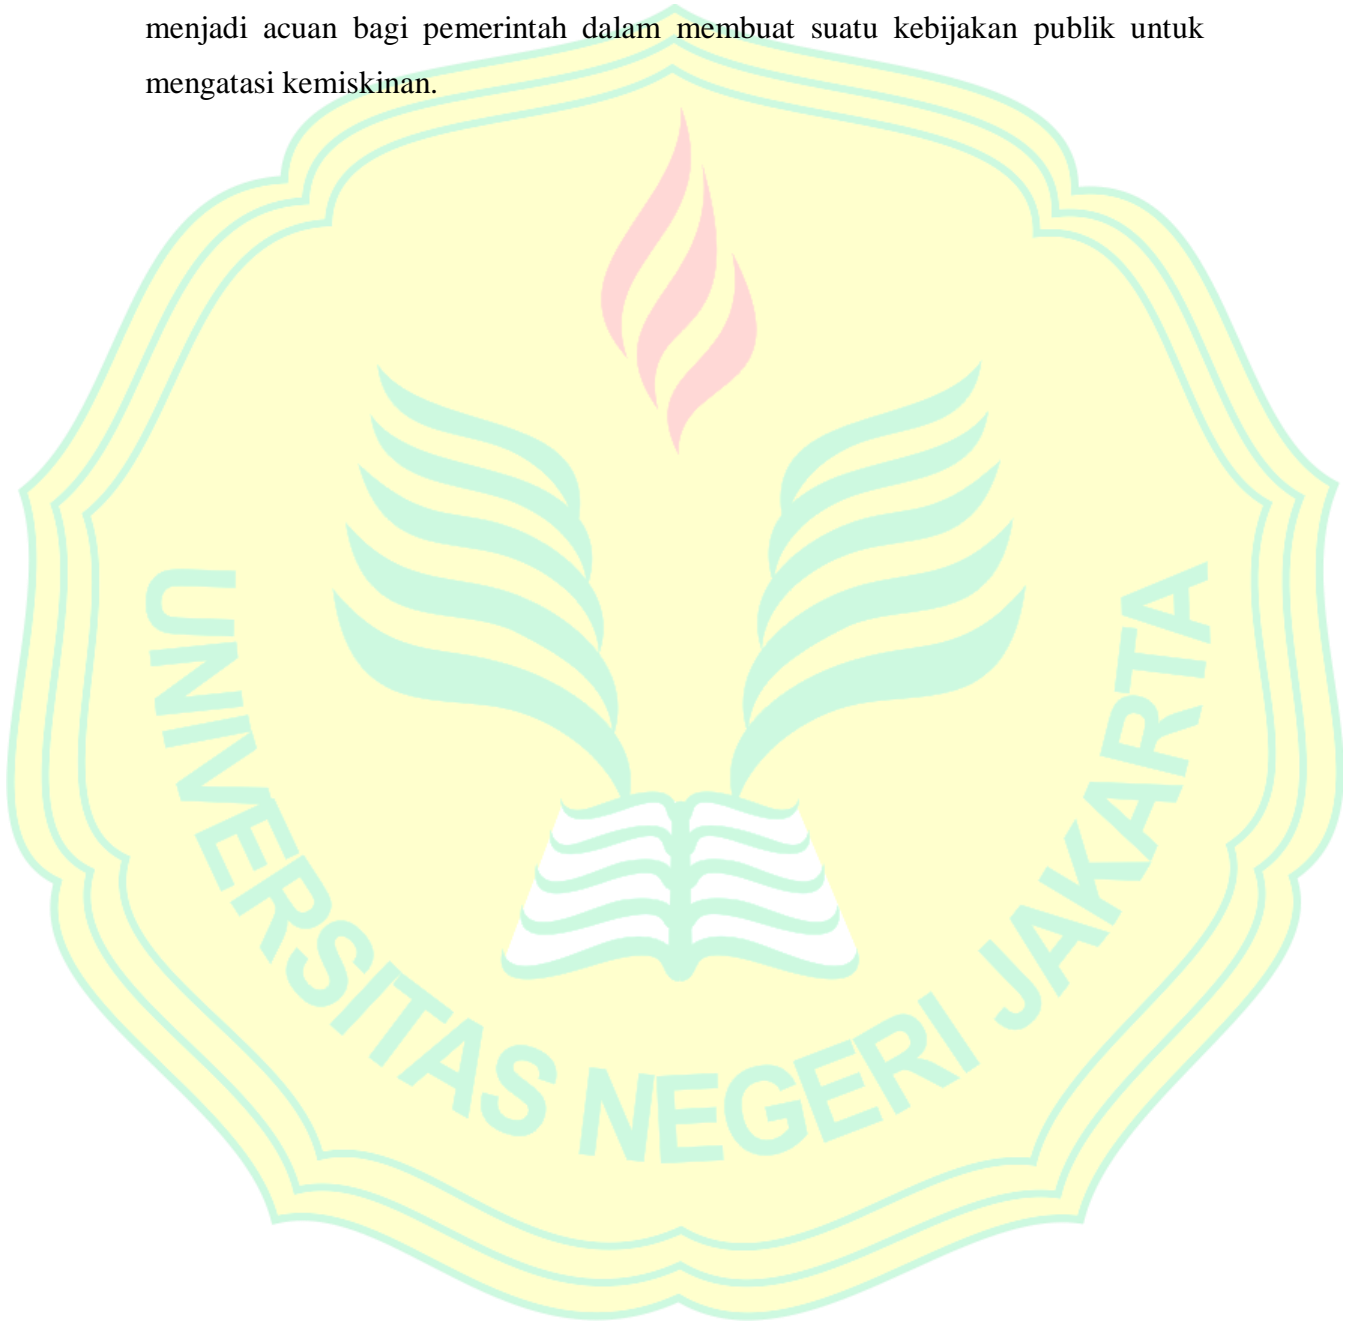 menjadi acuan bagi pemerintah dalam membuat suatu kebijakan publik untuk
mengatasi kemiskinan.
UNIVERSITAS NEGERI JAKARTA